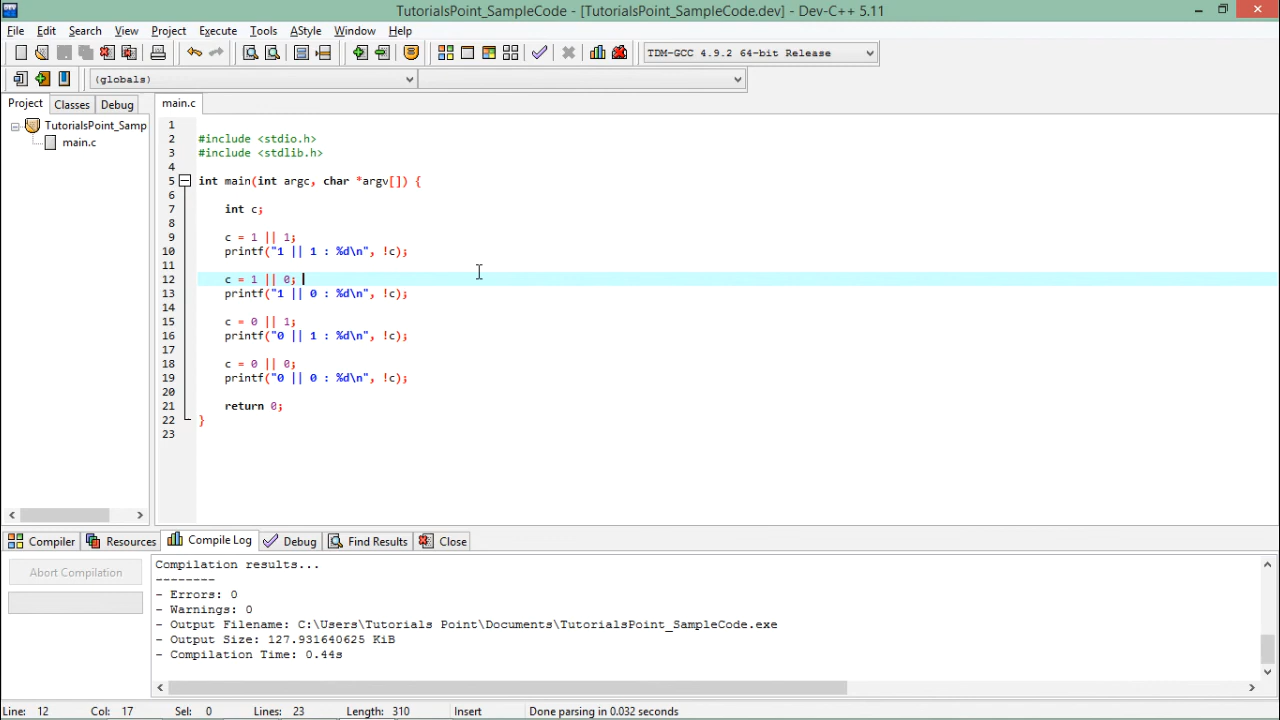 TutorialsPoint_SampleCode - [TutorialsPoint_SampleCode.dev] - Dev-C++ 5.11
File Edit Search View Project Execute Tools AStyle Window Help
TDM-GCC 4.9.2 64-bit Release
(globals)
Project Classes Debug
main.c
TutorialsPoint_Samp
main.c
1
2 #include <stdio.h>
3 #include <stdlib.h>
4
5 int main(int argc, char *argv[]) {
6
7 int c;
8
9 c = 1 || 1;
10 printf("1 || 1 : %d\n", !c);
11
12 c = 1 || 0;
13 printf("1 || 0 : %d\n", !c);
14
15 c = 0 || 1;
16 printf("0 || 1 : %d\n", !c);
17
18 c = 0 || 0;
19 printf("0 || 0 : %d\n", !c);
20
21 return 0;
22 }
23
Compiler Resources Compile Log Debug Find Results Close
Abort Compilation
Compilation results...
--------
- Errors: 0
- Warnings: 0
- Output Filename: C:\Users\Tutorials Point\Documents\TutorialsPoint_SampleCode.exe
- Output Size: 127.931640625 KiB
- Compilation Time: 0.44s
Line: 12 Col: 17 Sel: 0 Lines: 23 Length: 310 Insert Done parsing in 0.032 seconds